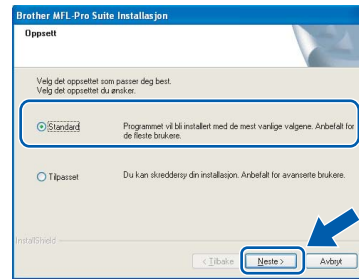 Brother MFL-Pro Suite Installasjon
Oppsett
Velg det oppsettet som passer deg best.
Velg det oppsettet du ønsker.
Standard
Programmet vil bli installert med de mest vanlige valgene. Anbefalt for
de fleste brukere.
Tilpasset
Du kan skreddersy din installasjon. Anbefalt for avanserte brukere.
InstallShield
< Tilbake
Neste >
Avbryt